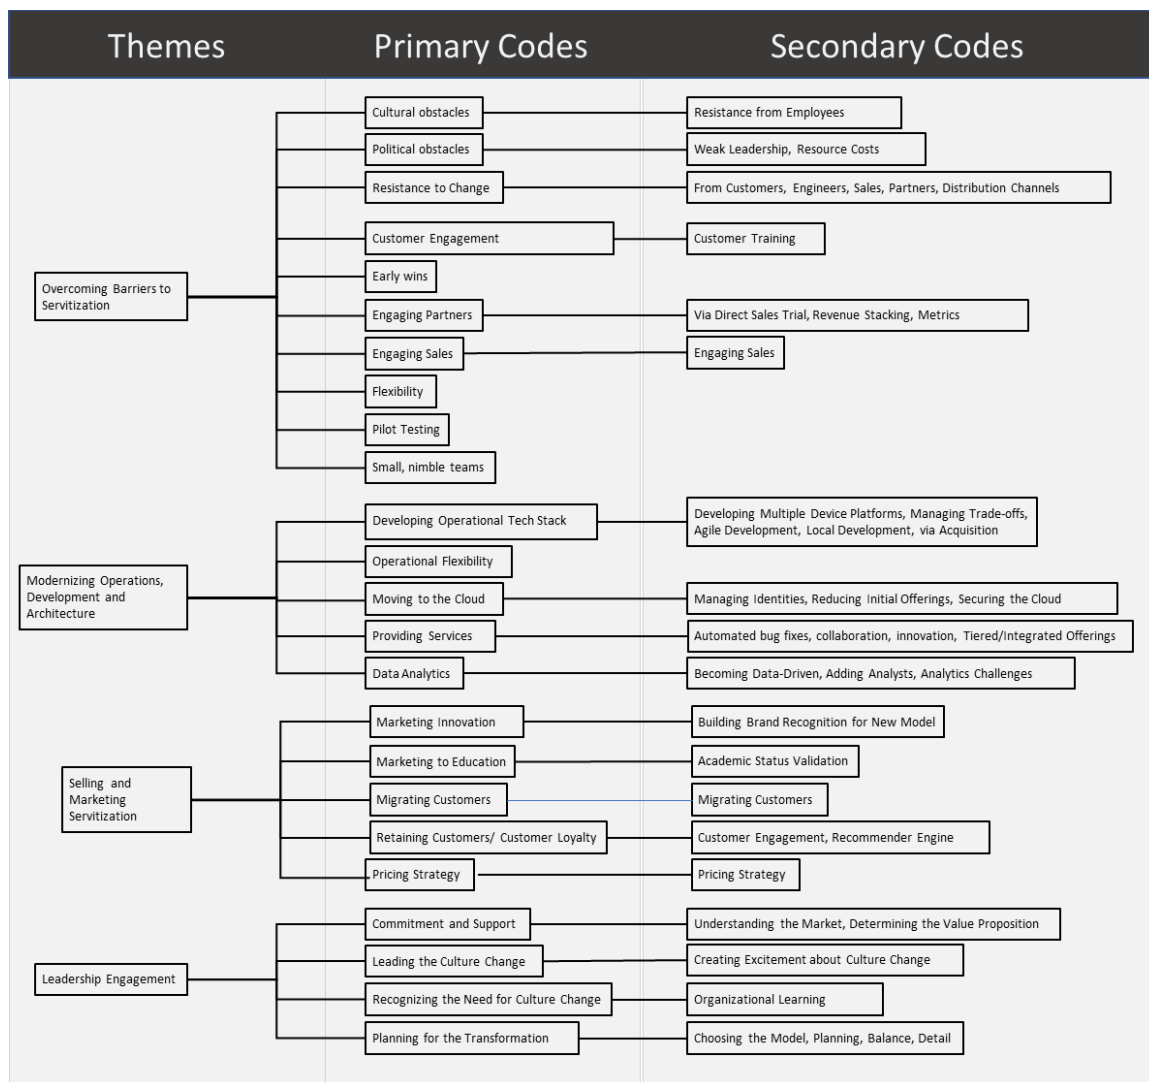 Themes
Primary Codes
Secondary Codes
Overcoming Barriers to
Servitization
Cultural obstacles
Resistance from Employees
Political obstacles
Weak Leadership, Resource Costs
Resistance to Change
From Customers, Engineers, Sales, Partners, Distribution Channels
Customer Engagement
Customer Training
Early wins
Engaging Partners
Via Direct Sales Trial, Revenue Stacking, Metrics
Engaging Sales
Engaging Sales
Flexibility
Pilot Testing
Small, nimble teams
Modernizing Operations,
Development and
Architecture
Developing Operational Tech Stack
Developing Multiple Device Platforms, Managing Trade-offs,
Agile Development, Local Development, via Acquisition
Operational Flexibility
Moving to the Cloud
Managing Identities, Reducing Initial Offerings, Securing the Cloud
Providing Services
Automated bug fixes, collaboration, innovation, Tiered/Integrated Offerings
Data Analytics
Becoming Data-Driven, Adding Analysts, Analytics Challenges
Selling and
Marketing
Servitization
Marketing Innovation
Building Brand Recognition for New Model
Marketing to Education
Academic Status Validation
Migrating Customers
Migrating Customers
Retaining Customers/ Customer Loyalty
Customer Engagement, Recommender Engine
Pricing Strategy
Pricing Strategy
Leadership Engagement
Commitment and Support
Understanding the Market, Determining the Value Proposition
Leading the Culture Change
Creating Excitement about Culture Change
Recognizing the Need for Culture Change
Organizational Learning
Planning for the Transformation
Choosing the Model, Planning, Balance, Detail